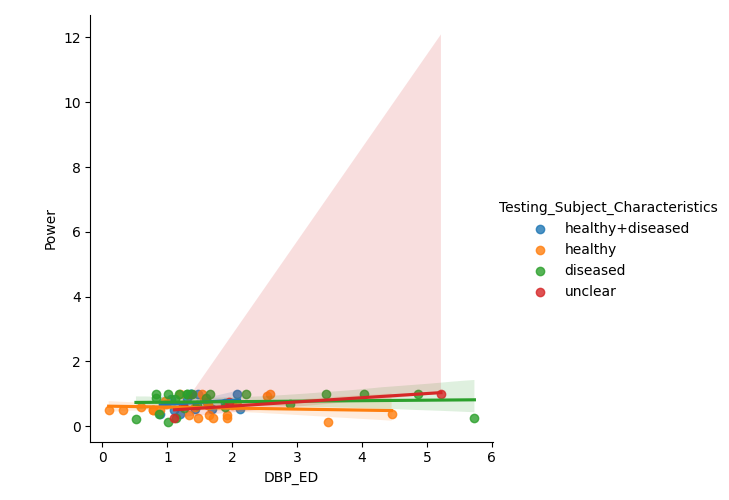 12
10
8
6
4
2
0
Power
0 1 2 3 4 5 6
DBP_ED
Testing_Subject_Characteristics
healthy+diseased
healthy
diseased
unclear